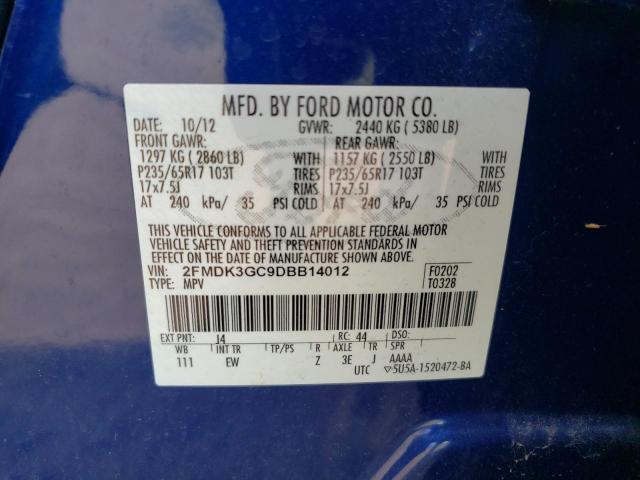 MFD. BY FORD MOTOR CO.
DATE: 10/12 GVWR: 2440 KG ( 5380 LB)
FRONT GAWR: REAR GAWR:
1297 KG ( 2860 LB) WITH 1157 KG ( 2550 LB) WITH
P235/65R17 103T TIRES P235/65R17 103T TIRES
17x7.5J RIMS 17x7.5J RIMS
AT 240 kPa/ 35 PSI COLD AT 240 kPa/ 35 PSI COLD
THIS VEHICLE CONFORMS TO ALL APPLICABLE FEDERAL MOTOR
VEHICLE SAFETY AND THEFT PREVENTION STANDARDS IN
EFFECT ON THE DATE OF MANUFACTURE SHOWN ABOVE.
VIN: 2FMDK3GC9DBB14012 F0202
TYPE: MPV T0328
EXT PNT: J4 RC: 44 DSO:
WB INT TR TP/PS R AXLE TR SPR
111 EW Z 3E J AAAA
UTC ▽5U5A-1520472-BA